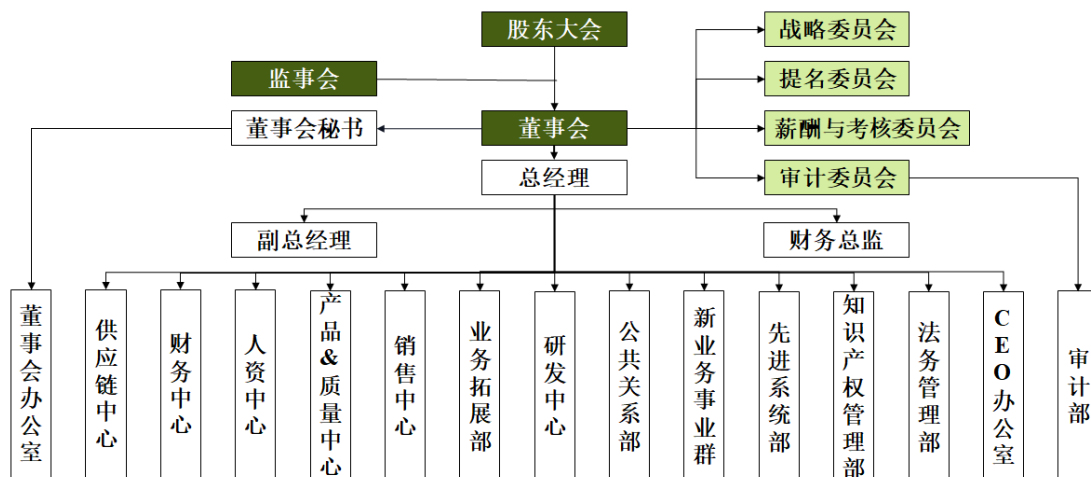 股东大会
战略委员会
监事会
提名委员会
董事会秘书
董事会
薪酬与考核委员会
总经理
审计委员会
副总经理
财务总监
董事会办公室
供应链中心
财务中心
人资中心
产品&质量中心
销售中心
业务拓展部
研发中心
公共关系部
新业务事业群
先进系统部
知识产权管理部
法务管理部
CEO办公室
审计部